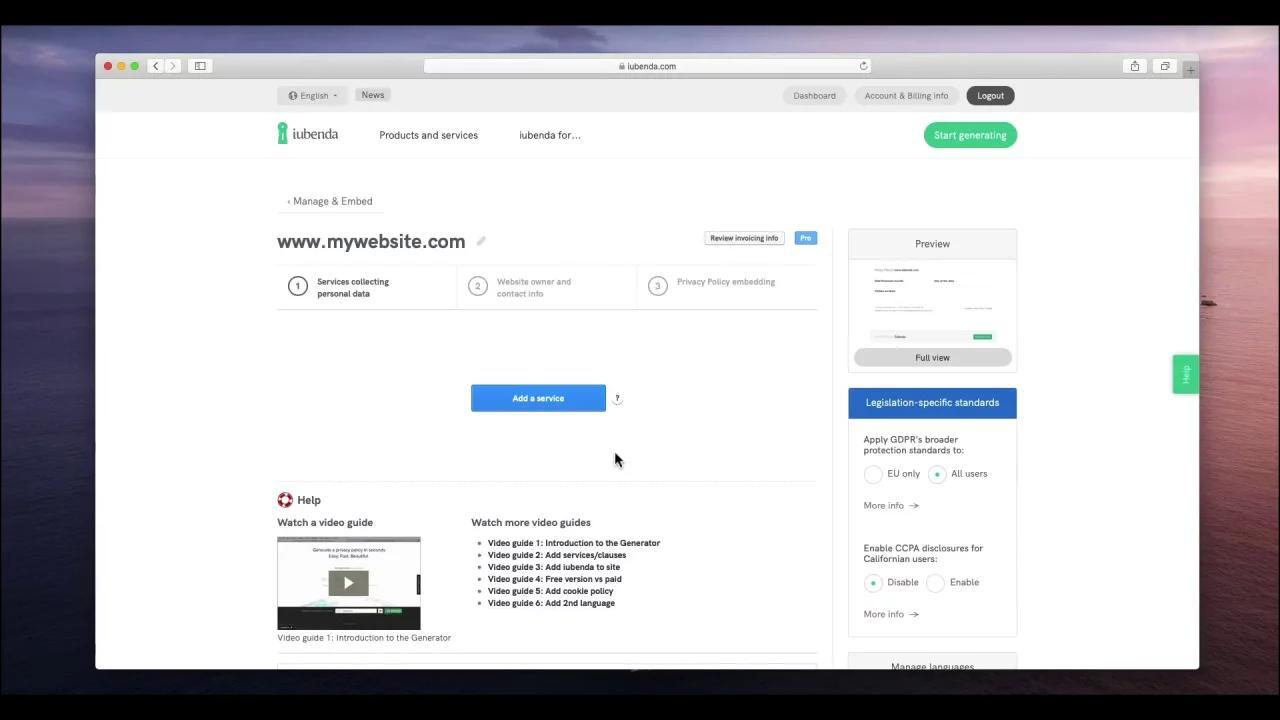 iubenda.com
English
News
Dashboard
Account & Billing info
Logout
iubenda
Products and services
iubenda for...
Start generating
‹ Manage & Embed
www.mywebsite.com
Review invoicing info
Pro
1
Services collecting
personal data
2
Website owner and
contact info
3
Privacy Policy embedding
Add a service
?
Help
Watch a video guide
Generate a privacy policy in seconds
Easy. Fast. Beautiful.
Video guide 1: Introduction to the Generator
Watch more video guides
Video guide 1: Introduction to the Generator
Video guide 2: Add services/clauses
Video guide 3: Add iubenda to site
Video guide 4: Free version vs paid
Video guide 5: Add cookie policy
Video guide 6: Add 2nd language
Preview
Full view
Legislation-specific standards
Apply GDPR's broader
protection standards to:
EU only
All users
More info →
Enable CCPA disclosures for
Californian users:
Disable
Enable
More info →
Manage languages
Help